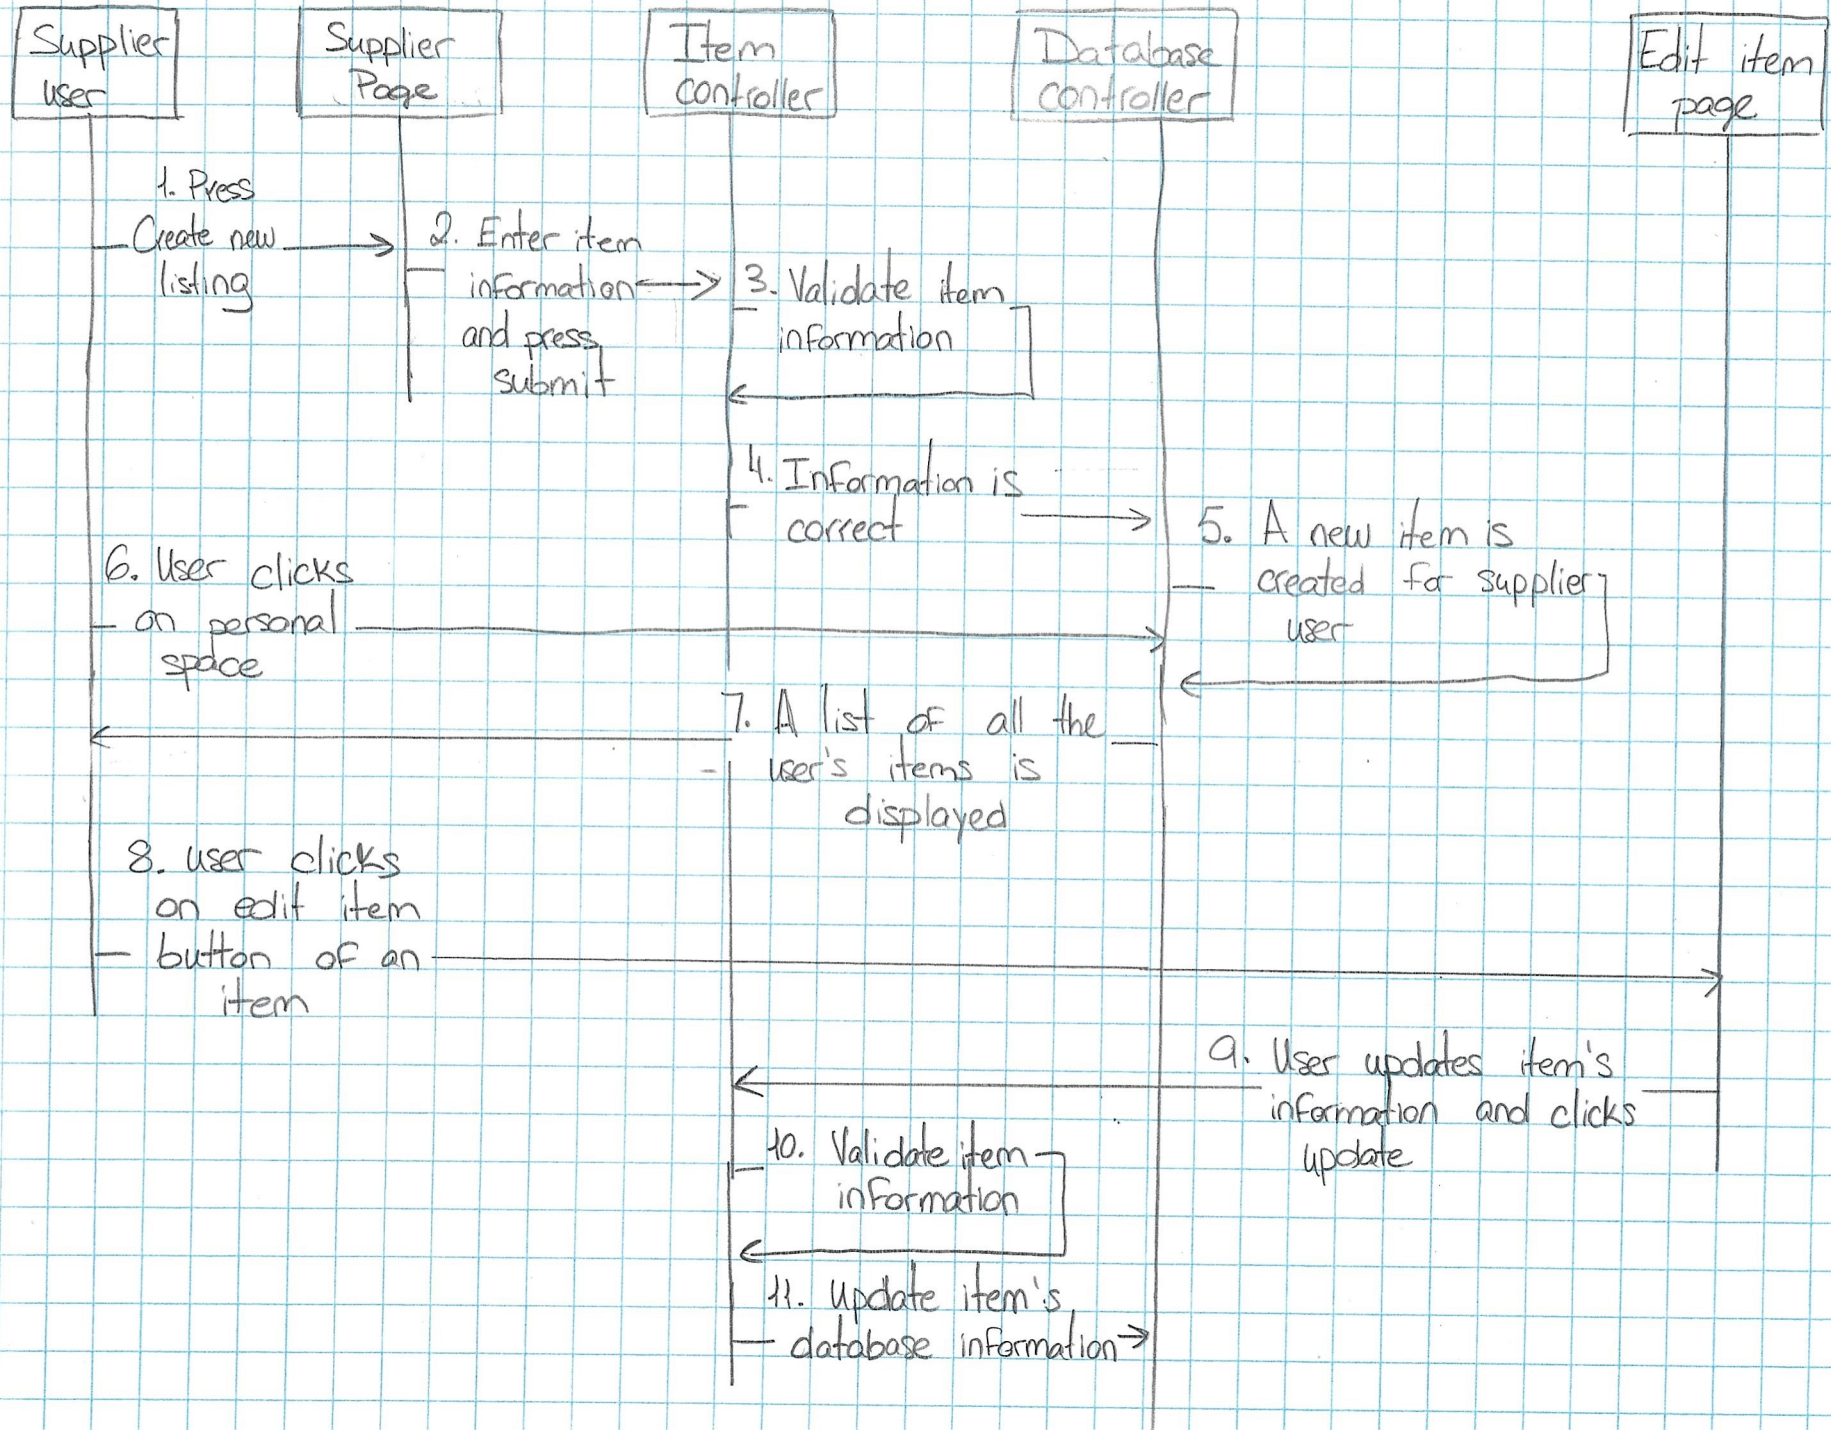 Supplier
user
Supplier
Page
Item
controller
Database
controller
Edit item
page
1. Press
Create new
listing
2. Enter item
information
and press
submit
3. Validate item
information
4. Information is
correct
5. A new item is
created for supplier
user
6. User clicks
on personal
space
7. A list of all the
user's items is
displayed
8. user clicks
on edit item
button of an
item
9. User updates item's
information and clicks
update
10. Validate item
information
11. update item's
database information